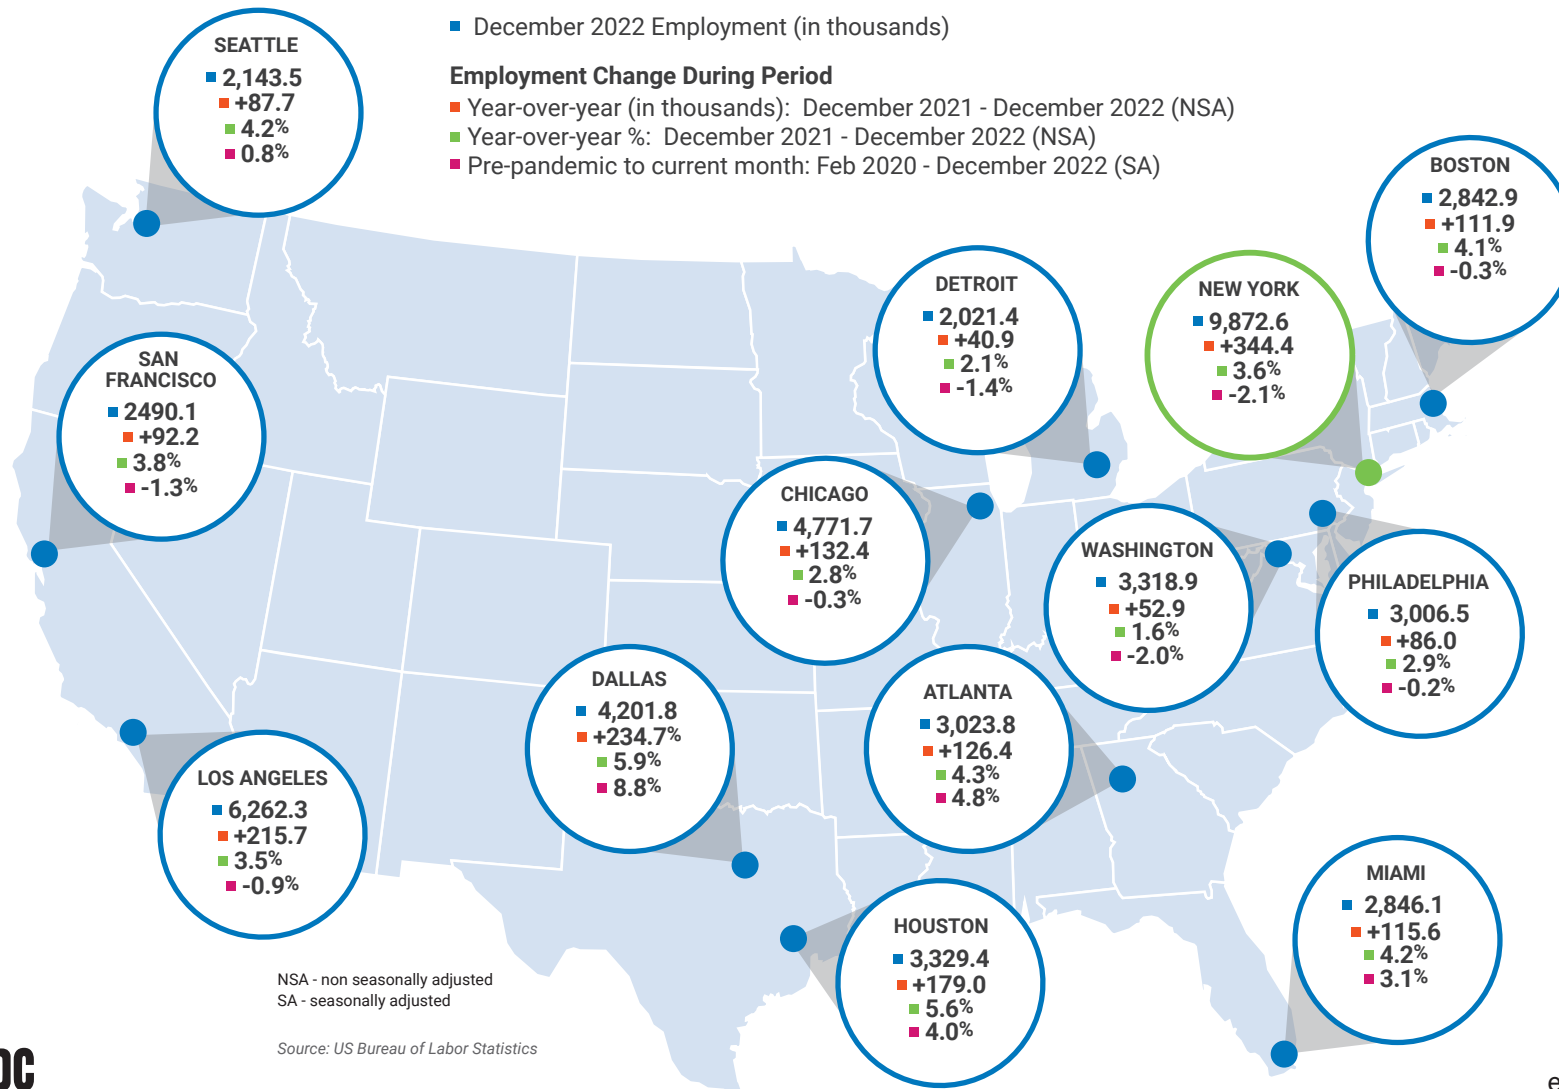 December 2022 Employment (in thousands)
Employment Change During Period
Year-over-year (in thousands): December 2021 - December 2022 (NSA)
Year-over-year %: December 2021 - December 2022 (NSA)
Pre-pandemic to current month: Feb 2020 - December 2022 (SA)
SEATTLE
2,143.5
+87.7
4.2%
0.8%
BOSTON
2,842.9
+111.9
4.1%
-0.3%
DETROIT
2,021.4
+40.9
2.1%
-1.4%
NEW YORK
9,872.6
+344.4
3.6%
-2.1%
SAN
FRANCISCO
2490.1
+92.2
3.8%
-1.3%
CHICAGO
4,771.7
+132.4
2.8%
-0.3%
WASHINGTON
3,318.9
+52.9
1.6%
-2.0%
PHILADELPHIA
3,006.5
+86.0
2.9%
-0.2%
DALLAS
4,201.8
+234.7%
5.9%
8.8%
ATLANTA
3,023.8
+126.4
4.3%
4.8%
LOS ANGELES
6,262.3
+215.7
3.5%
-0.9%
MIAMI
2,846.1
+115.6
4.2%
3.1%
HOUSTON
3,329.4
+179.0
5.6%
4.0%
NSA - non seasonally adjusted
SA - seasonally adjusted
Source: US Bureau of Labor Statistics